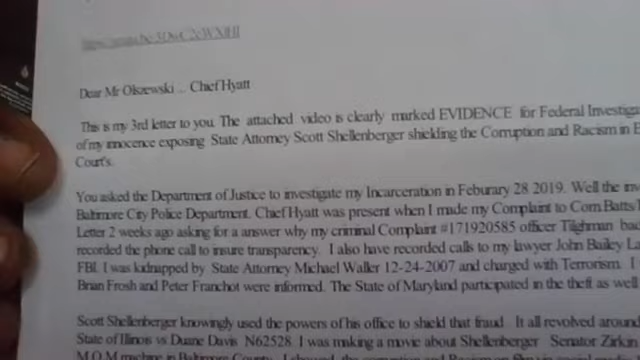 Dear Mr Olszewski ... Chief Hyatt
This is my 3rd letter to you. The attached video is clearly marked EVIDENCE for Federal
of my innocence exposing State Attorney Scott Shellenberger shielding the Corruption and Racism in
Court's.
You asked the Department of Justice to investigate my Incarceration in Feburary 28 2019. Well the
Baltimore City Police Department. Chief Hyatt was present when I made my Complaint to Com.Batts
Letter 2 weeks ago asking for a answer why my criminal Complaint #171920585 officer Tilghman
recorded the phone call to insure transparency. I also have recorded calls to my lawyer John Bailey
FBI. I was kidnapped by State Attorney Michael Waller 12-24-2007 and charged with Terrorism. I
Brian Frosh and Peter Franchot were informed. The State of Maryland participated in the theft as well
Scott Shellenberger knowingly used the powers of his office to shield that fraud. It all revolved
State of Illinois vs Duane Davis N62528. I was making a movie about Shellenberger Senator
M.O.M machine in Baltimore County. I